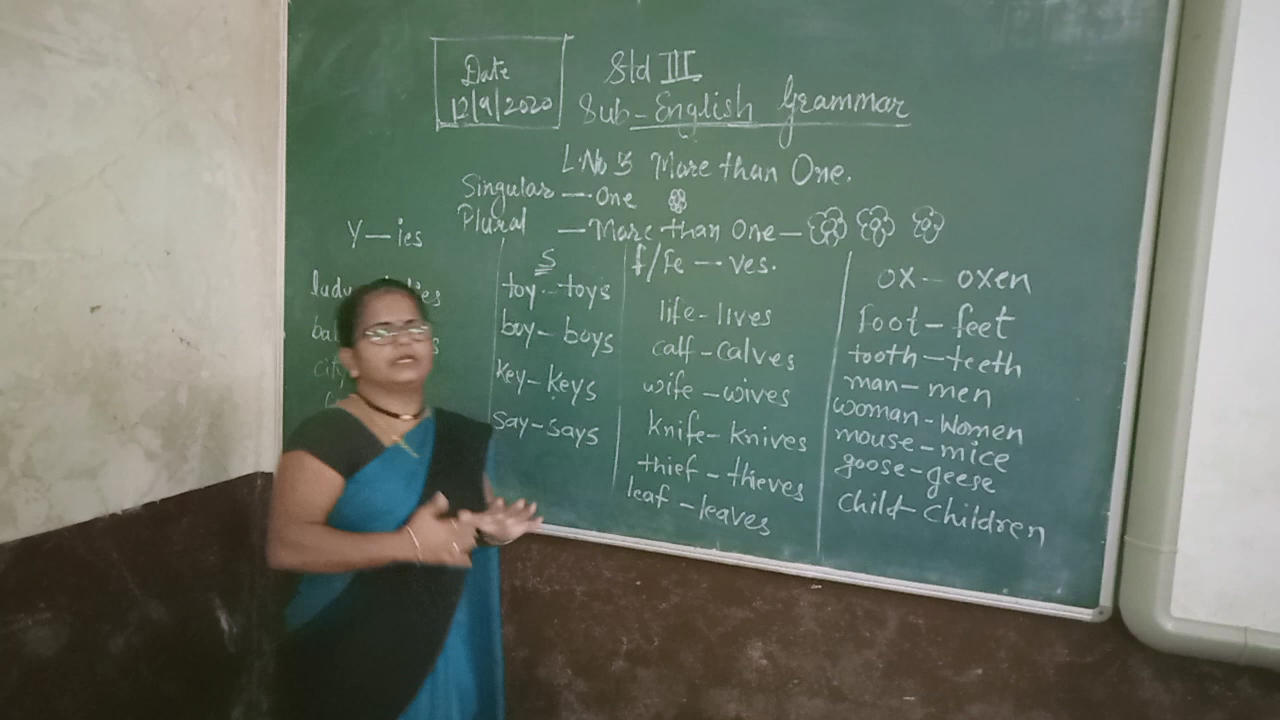 Date
12/9/2020
Std III
Sub-English Grammar
L.No 5 More than One.
Singular — One
Plural — More than One —
Y—ies
city
S
toy - toys
boy - boys
key - keys
say - says
f/fe — ves.
life - lives
calf - calves
wife - wives
knife - knives
thief - thieves
leaf - leaves
ox - oxen
foot - feet
tooth - teeth
man - men
woman - women
mouse - mice
goose - geese
child - children